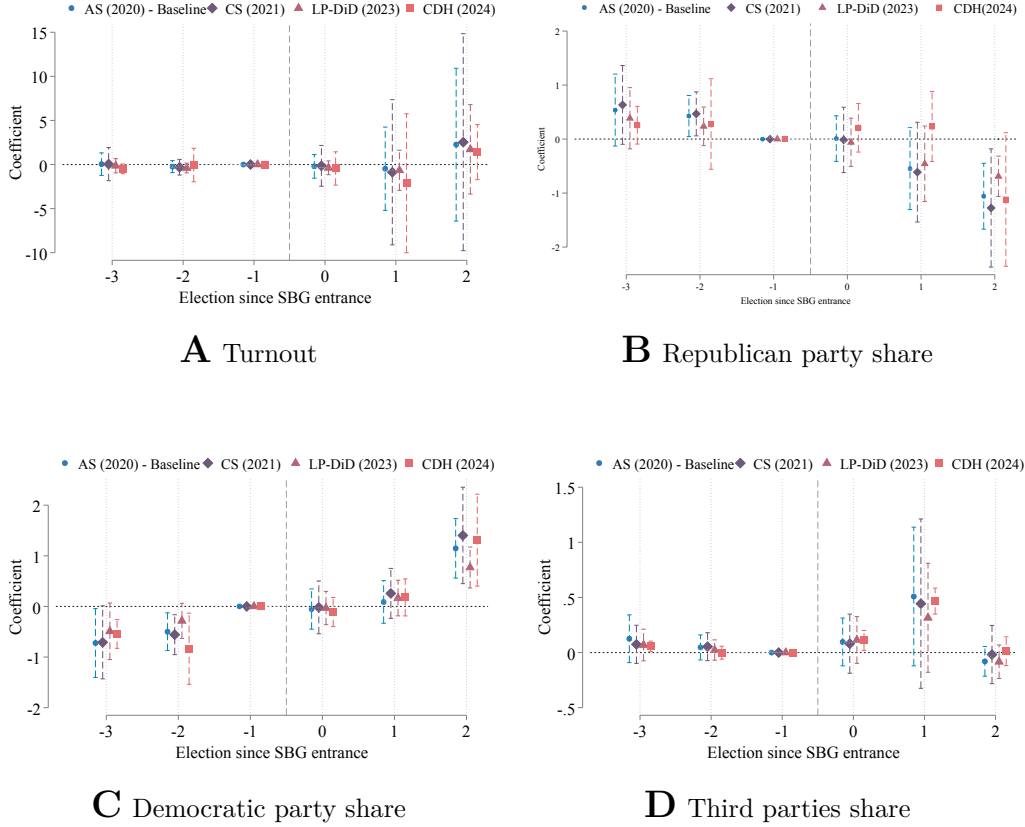 AS (2020) - Baseline CS (2021) LP-DiD (2023) CDH (2024)
15
10
5
0
-5
-10
Coefficient
-3 -2 -1 0 1 2
Election since SBG entrance
A Turnout
AS (2020) - Baseline CS (2021) LP-DiD (2023) CDH(2024)
2
1
0
-1
-2
Coefficient
-3 -2 -1 0 1 2
Election since SBG entrance
B Republican party share
AS (2020) - Baseline CS (2021) LP-DiD (2023) CDH (2024)
2
1
0
-1
-2
Coefficient
-3 -2 -1 0 1 2
Election since SBG entrance
C Democratic party share
AS (2020) - Baseline CS (2021) LP-DiD (2023) CDH (2024)
1.5
1
.5
0
-.5
Coefficient
-3 -2 -1 0 1 2
Election since SBG entrance
D Third parties share